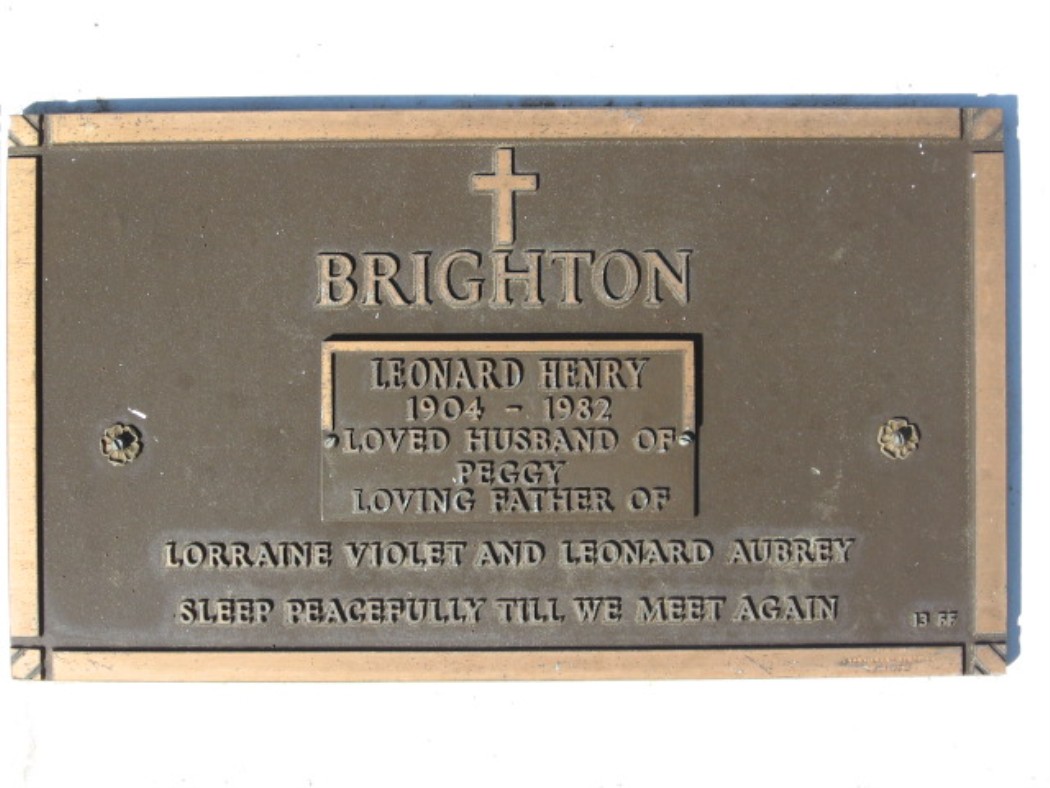 BRIGHTON
LEONARD HENRY
1904 - 1982
LOVED HUSBAND OF
PEGGY
LOVING FATHER OF
LORRAINE VIOLET AND LEONARD AUBREY
SLEEP PEACEFULLY TILL WE MEET AGAIN
13 FF